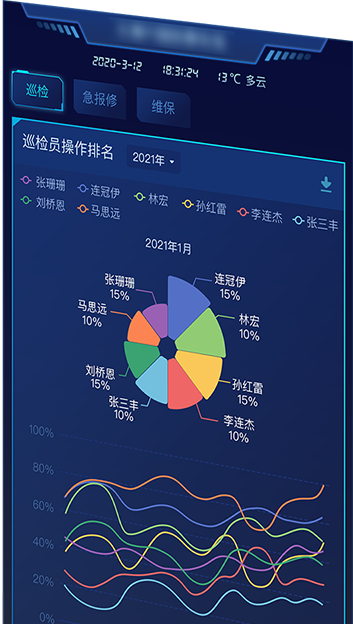 2020-3-12 18:31:24 13℃ 多云
巡检 急报修 维保
巡检员操作排名 2021年
张珊珊 连冠伊 林宏 孙红雷 李连杰 张三丰
刘桥恩 马思远
2021年1月
张珊珊
15%
连冠伊
15%
马思远
10%
林宏
10%
刘桥恩
15%
孙红雷
15%
张三丰
10%
李连杰
10%
100%
80%
60%
40%
20%
0%